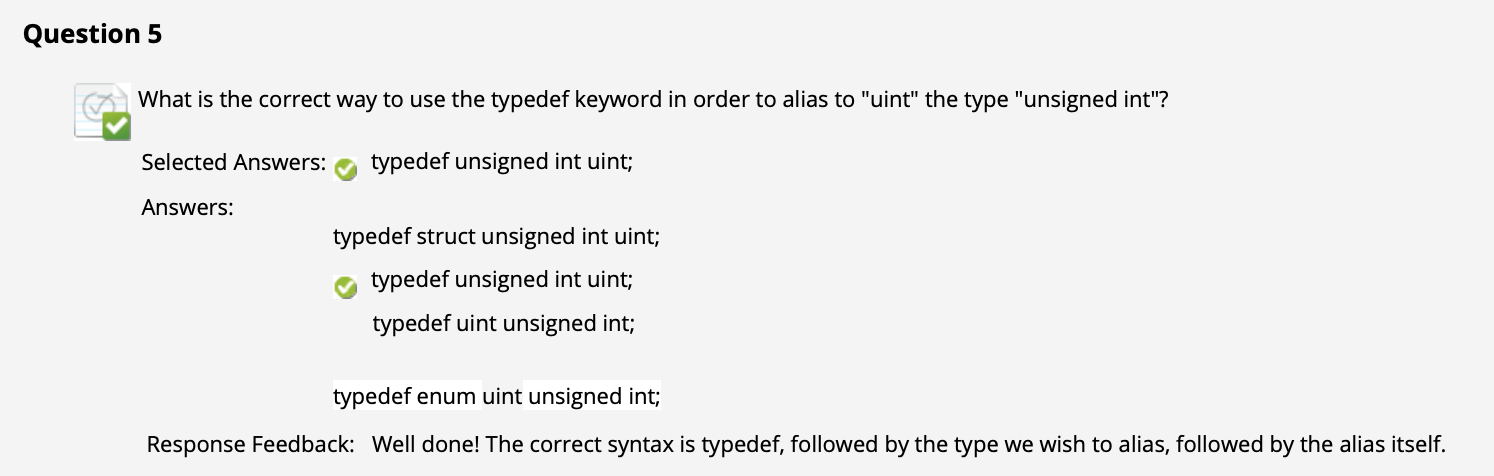 Question 5
What is the correct way to use the typedef keyword in order to alias to "uint" the type "unsigned int"?
Selected Answers: typedef unsigned int uint;
Answers:
typedef struct unsigned int uint;
typedef unsigned int uint;
typedef uint unsigned int;
typedef enum uint unsigned int;
Response Feedback: Well done! The correct syntax is typedef, followed by the type we wish to alias, followed by the alias itself.